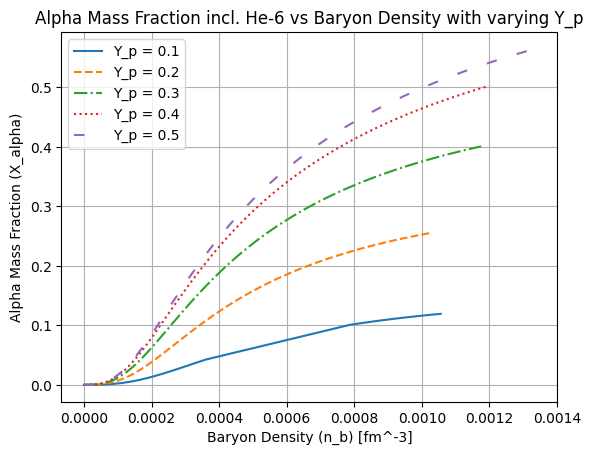 Alpha Mass Fraction incl. He-6 vs Baryon Density with varying Y_p
Y_p = 0.1
Y_p = 0.2
Y_p = 0.3
Y_p = 0.4
Y_p = 0.5
Alpha Mass Fraction (X_alpha)
0.5
0.4
0.3
0.2
0.1
0.0
0.0000 0.0002 0.0004 0.0006 0.0008 0.0010 0.0012 0.0014
Baryon Density (n_b) [fm^-3]